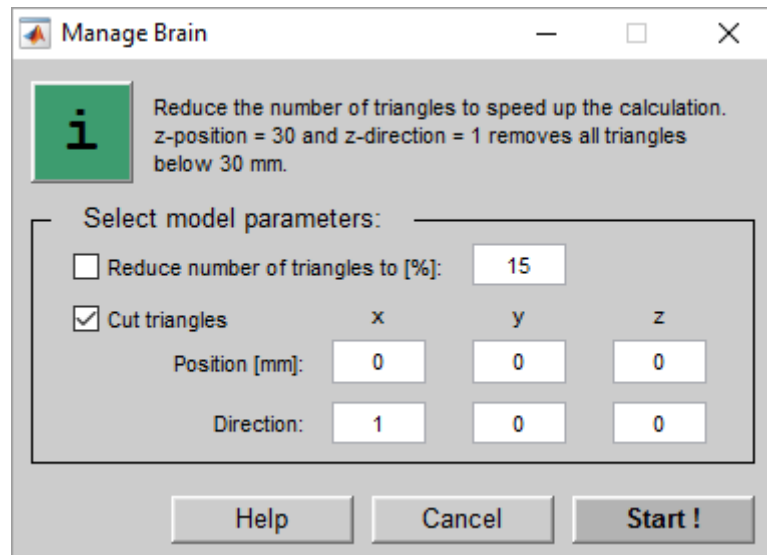 Manage Brain
i
Reduce the number of triangles to speed up the calculation.
z-position = 30 and z-direction = 1 removes all triangles
below 30 mm.
Select model parameters:
Reduce number of triangles to [%]: 15
Cut triangles x y z
Position [mm]: 0 0 0
Direction: 1 0 0
Help Cancel Start !